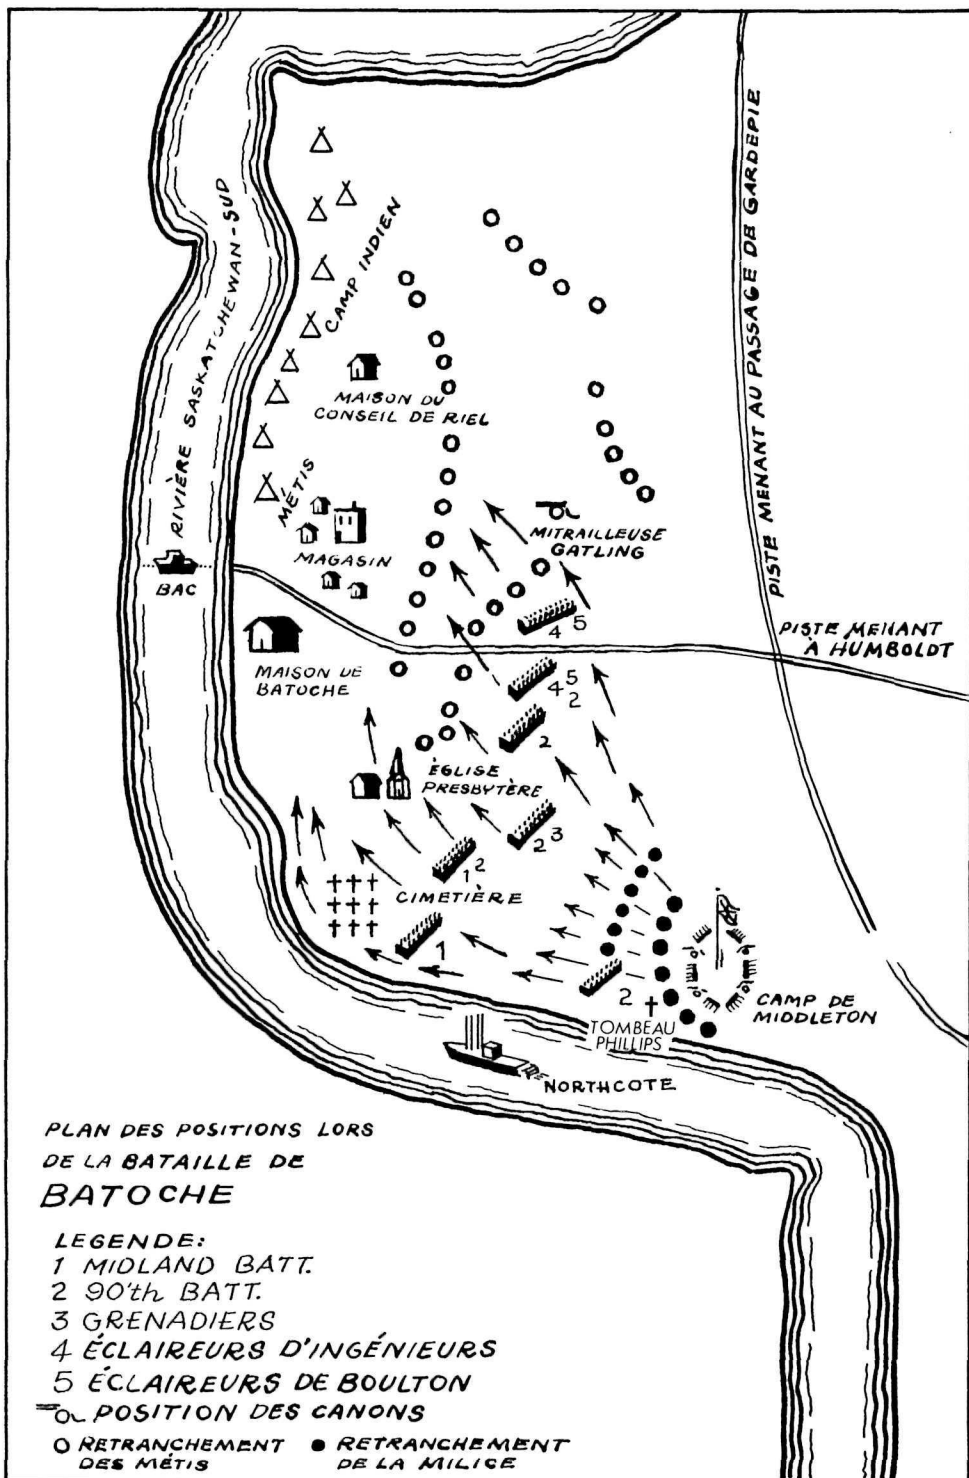 RIVIÈRE SASKATCHEWAN-SUD
CAMP INDIEN
PISTE MENANT AU PASSAGE DE GARDEPIE
MAISON DU
CONSEIL DE RIEL
MÉTIS
MAGASIN
MITRAILLEUSE
GATLING
BAC
4 5
PISTE MENANT
A HUMBOLDT
MAISON DE
BATOCHE
5
4
2
2
ÉGLISE
PRESBYTÈRE
2 3
1 2
CIMETIÈRE
1
2
CAMP DE
MIDDLETON
TOMBEAU
PHILLIPS
NORTHCOTE
PLAN DES POSITIONS LORS
DE LA BATAILLE DE
BATOCHE
LEGENDE:
1 MIDLAND BATT.
2 90'th BATT.
3 GRENADIERS
4 ÉCLAIREURS D'INGÉNIEURS
5 ÉCLAIREURS DE BOULTON
POSITION DES CANONS
RETRANCHEMENT
DES MÉTIS
RETRANCHEMENT
DE LA MILICE